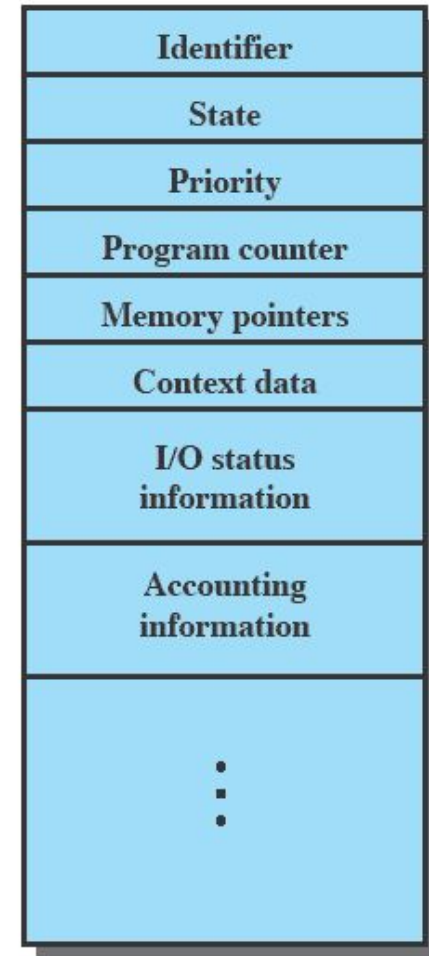 Identifier
State
Priority
Program counter
Memory pointers
Context data
I/O status
information
Accounting
information